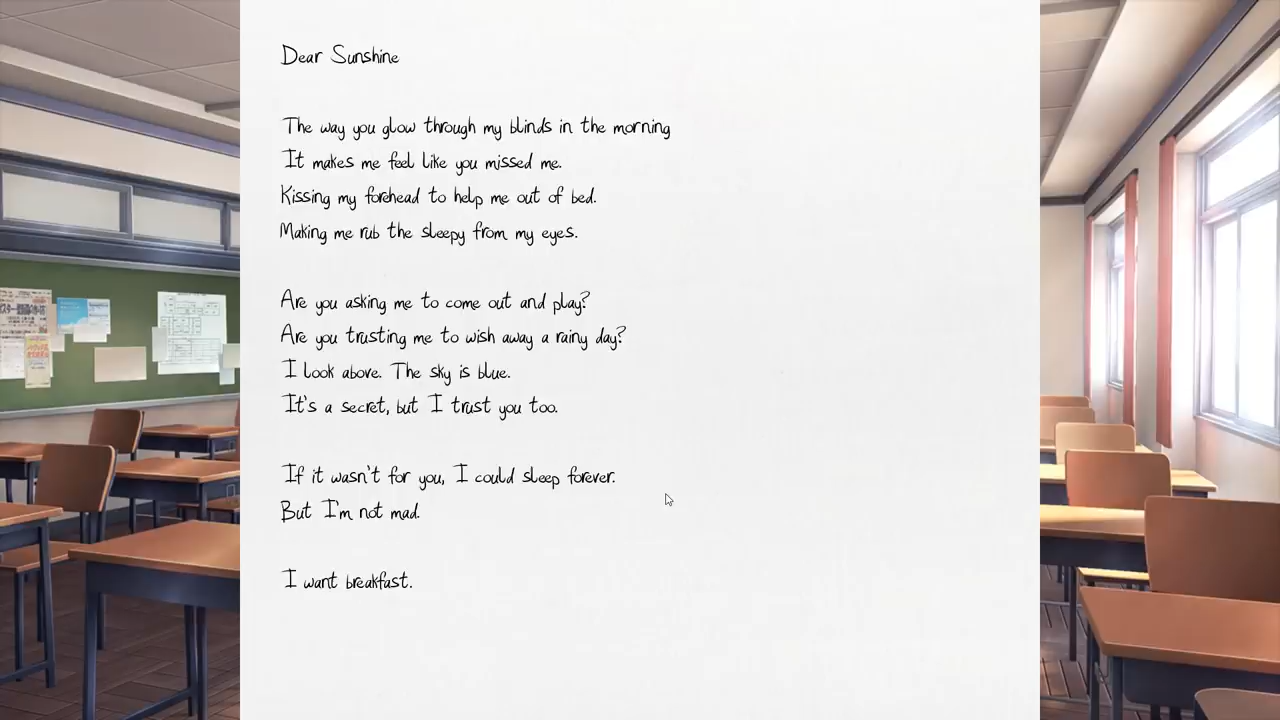 Dear Sunshine
The way you glow through my blinds in the morning
It makes me feel like you missed me.
Kissing my forehead to help me out of bed.
Making me rub the sleepy from my eyes.
Are you asking me to come out and play?
Are you trusting me to wish away a rainy day?
I look above. The sky is blue.
It's a secret, but I trust you too.
If it wasn't for you, I could sleep forever.
But I'm not mad.
I want breakfast.